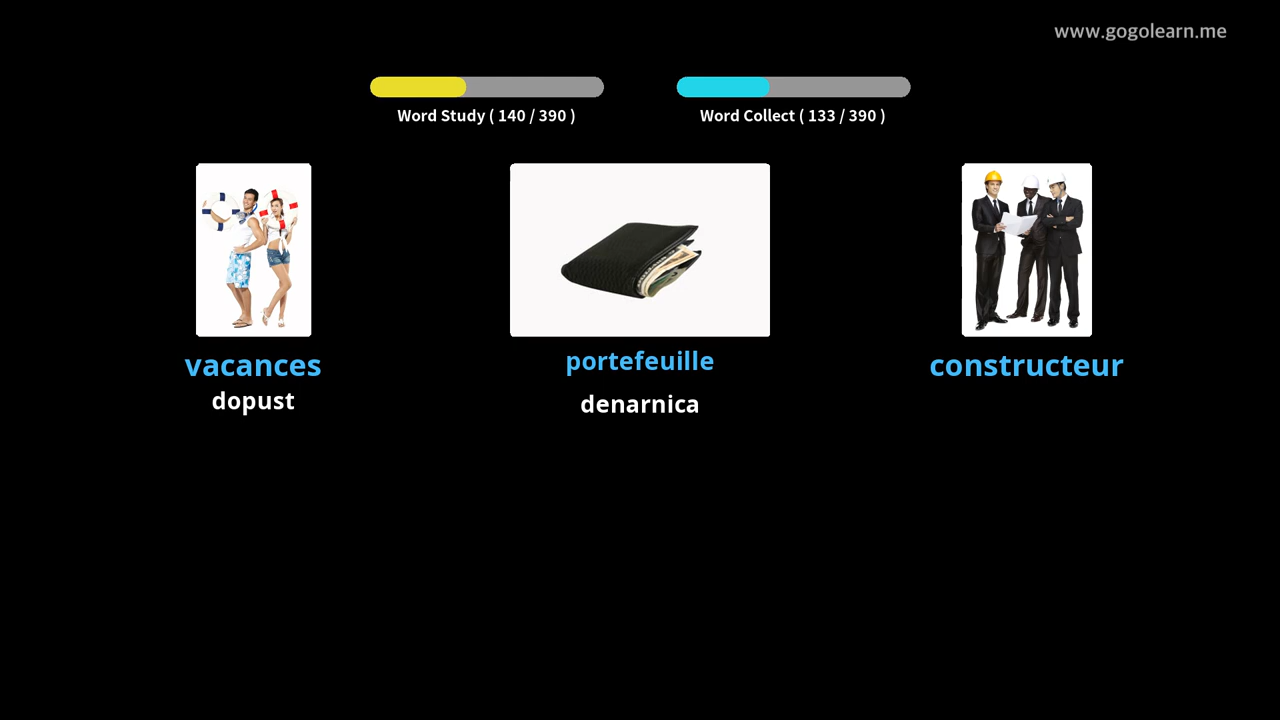 www.gogolearn.me
Word Study ( 140 / 390 )
Word Collect ( 133 / 390 )
vacances
dopust
portefeuille
denarnica
constructeur